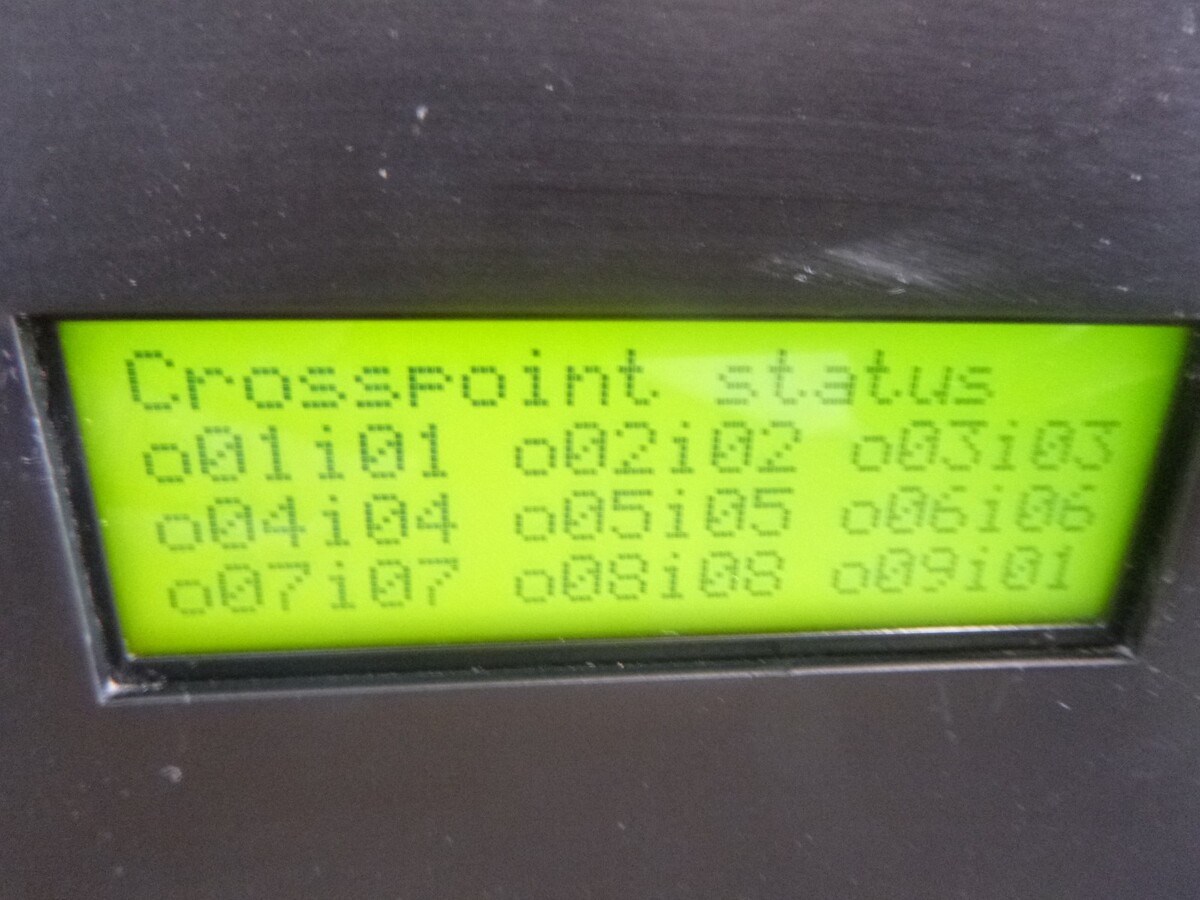 Crosspoint status
o01i01 o02i02 o03i03
o04i04 o05i05 o06i06
o07i07 o08i08 o09i01